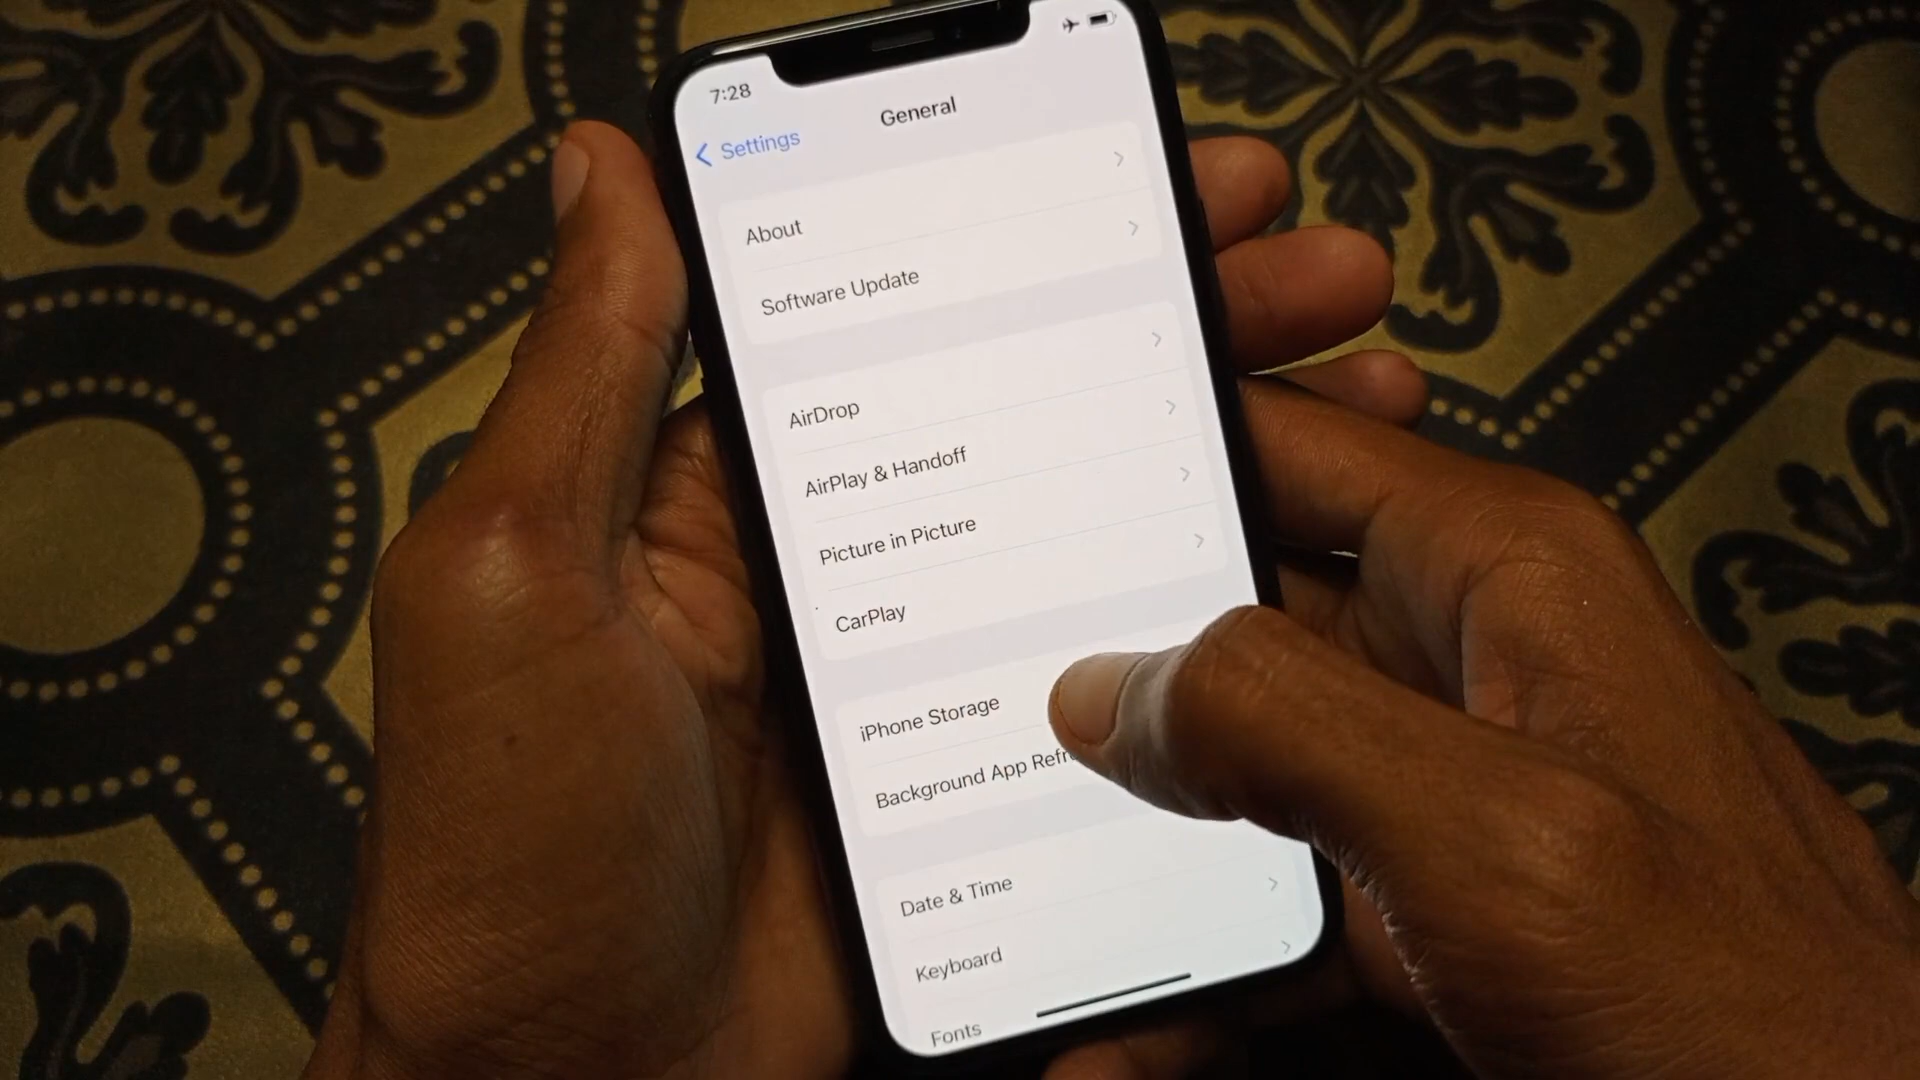 7:28
Settings
General
About
Software Update
AirDrop
AirPlay & Handoff
Picture in Picture
CarPlay
iPhone Storage
Background App Refr
Date & Time
Keyboard
Fonts